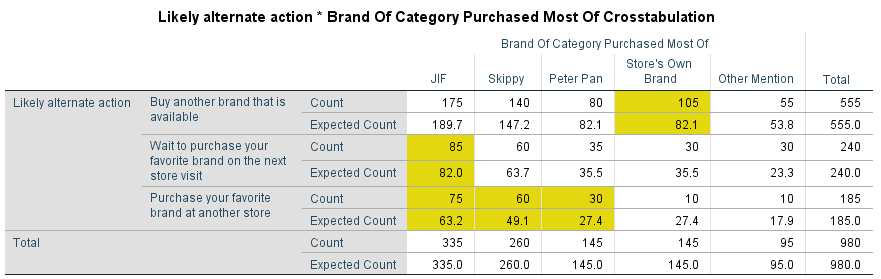 Likely alternate action * Brand Of Category Purchased Most Of Crosstabulation
Brand Of Category Purchased Most Of
JIF Skippy Peter Pan Store's Own Brand Other Mention Total
Likely alternate action Buy another brand that is available Count 175 140 80 105 55 555
Expected Count 189.7 147.2 82.1 82.1 53.8 555.0
Wait to purchase your favorite brand on the next store visit Count 85 60 35 30 30 240
Expected Count 82.0 63.7 35.5 35.5 23.3 240.0
Purchase your favorite brand at another store Count 75 60 30 10 10 185
Expected Count 63.2 49.1 27.4 27.4 17.9 185.0
Total Count 335 260 145 145 95 980
Expected Count 335.0 260.0 145.0 145.0 95.0 980.0